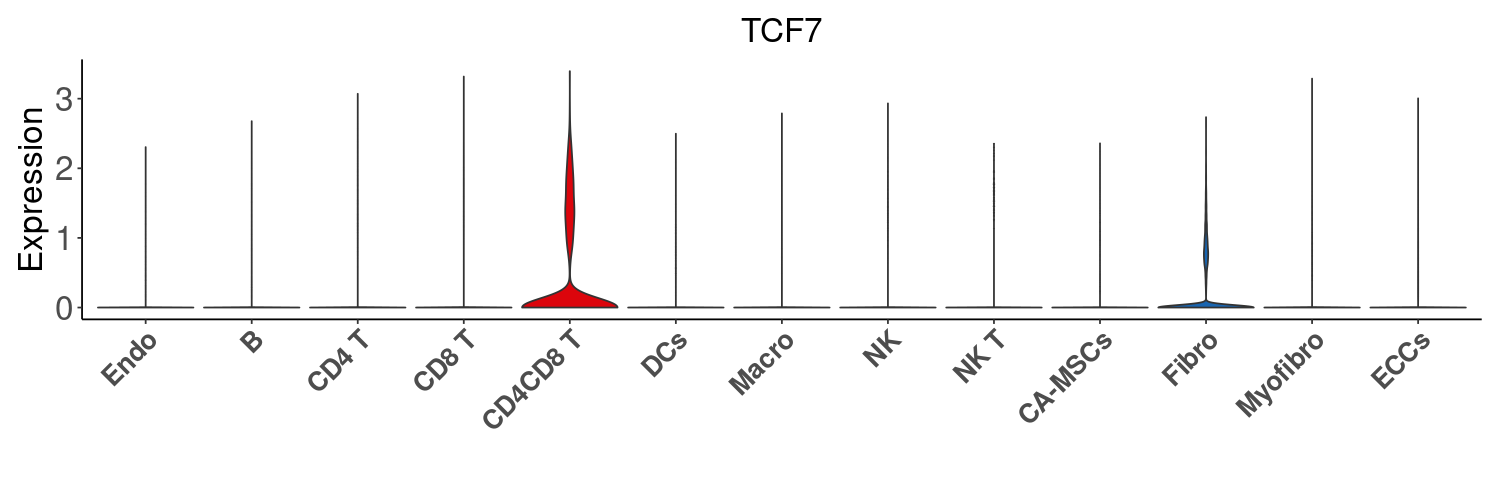 TCF7
Expression
3
2
1
0
Endo
B
CD4 T
CD8 T
CD4CD8 T
DCs
Macro
NK
NK T
CA-MSCs
Fibro
Myofibro
ECCs